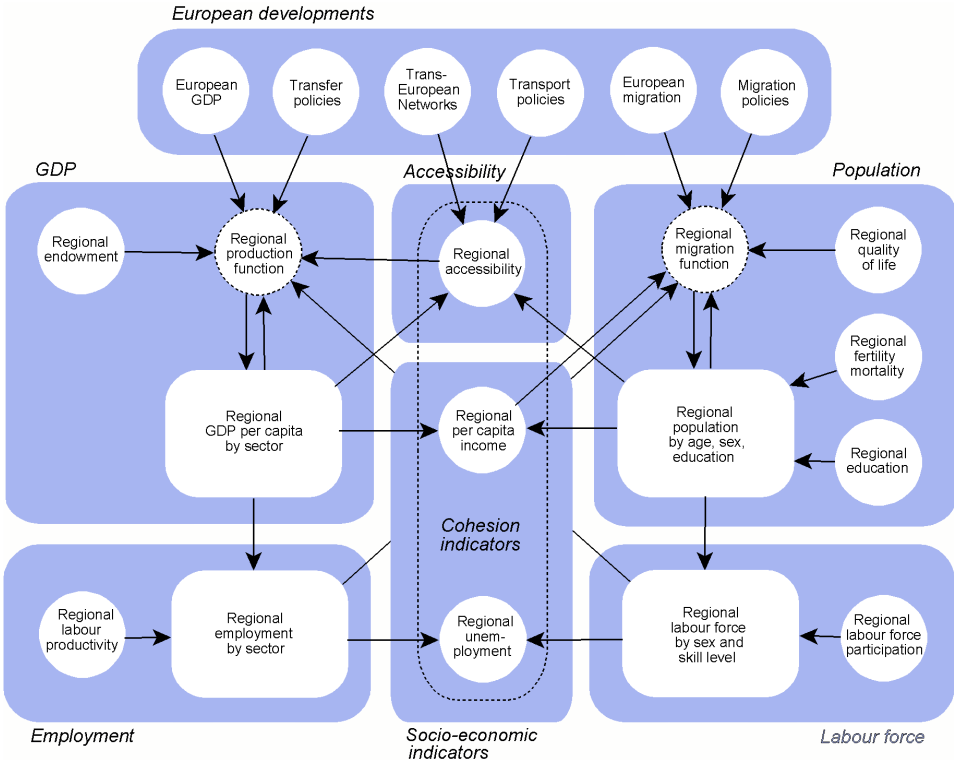 European developments
European
GDP
Transfer
policies
Trans-
European
Networks
Transport
policies
European
migration
Migration
policies
GDP
Accessibility
Population
Regional
endowment
Regional
production
function
Regional
accessibility
Regional
migration
function
Regional
quality
of life
Regional
fertility
mortality
Regional
GDP per capita
by sector
Regional
per capita
income
Regional
population
by age, sex,
education
Regional
education
Cohesion
indicators
Regional
labour
productivity
Regional
employment
by sector
Regional
unem-
ployment
Regional
labour force
by sex and
skill level
Regional
labour force
participation
Employment
Socio-economic
indicators
Labour force